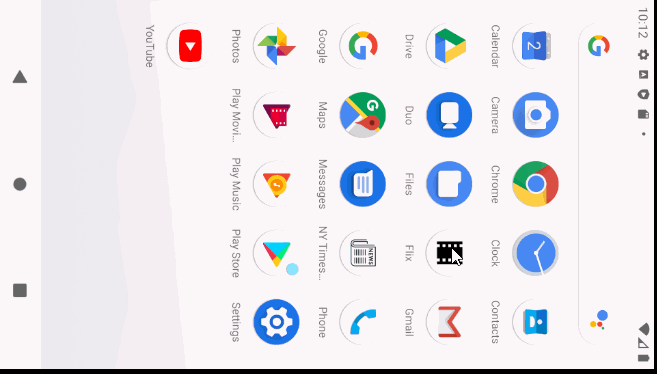 10:12
Calendar Camera Chrome Clock Contacts
Drive Duo Files Flix Gmail
Google Maps Messages NY Times... Phone
Photos Play Movi... Play Music Play Store Settings
YouTube
2
NEWS